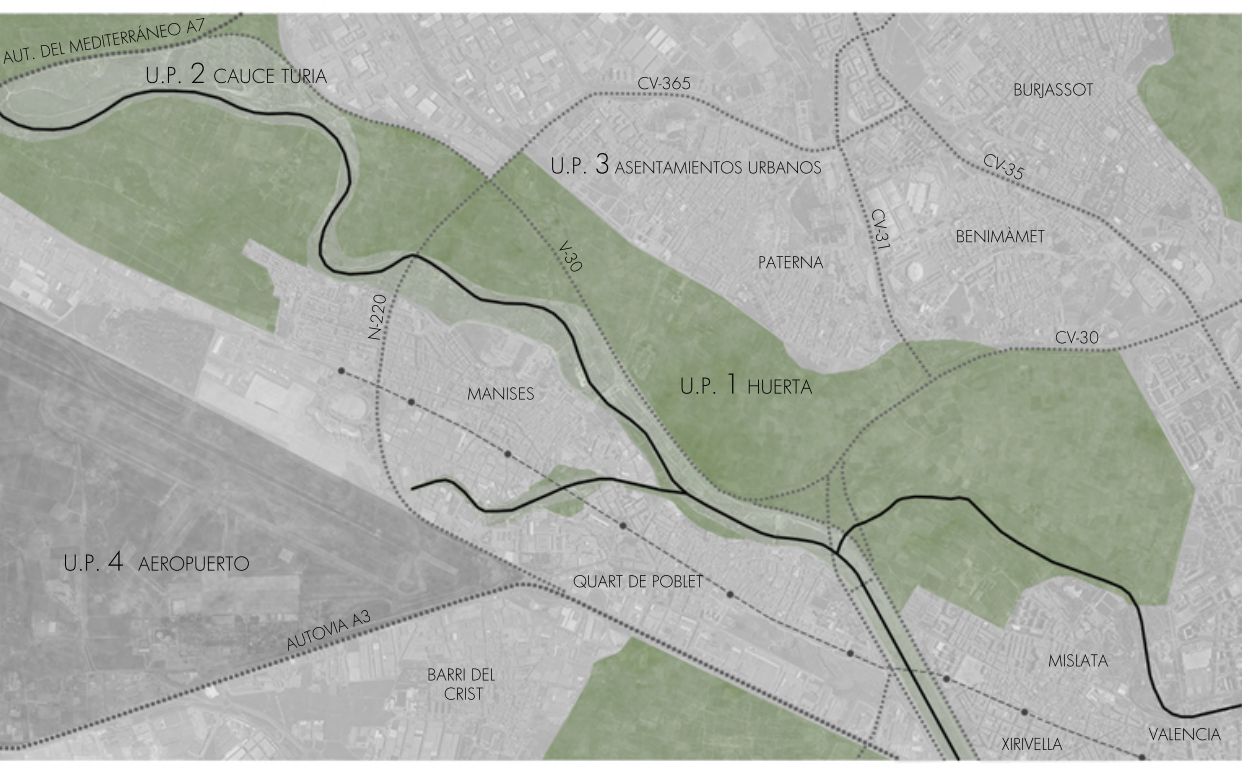 AUT. DEL MEDITERRÁNEO A7
U.P. 2 CAUCE TURIA
CV-365
BURJASSOT
U.P. 3 ASENTAMIENTOS URBANOS
CV-35
CV-31
BENIMÀMET
V-30
PATERNA
N-220
CV-30
U.P. 1 HUERTA
MANISES
U.P. 4 AEROPUERTO
QUART DE POBLET
AUTOVIA A3
MISLATA
BARRI DEL
CRIST
VALENCIA
XIRIVELLA